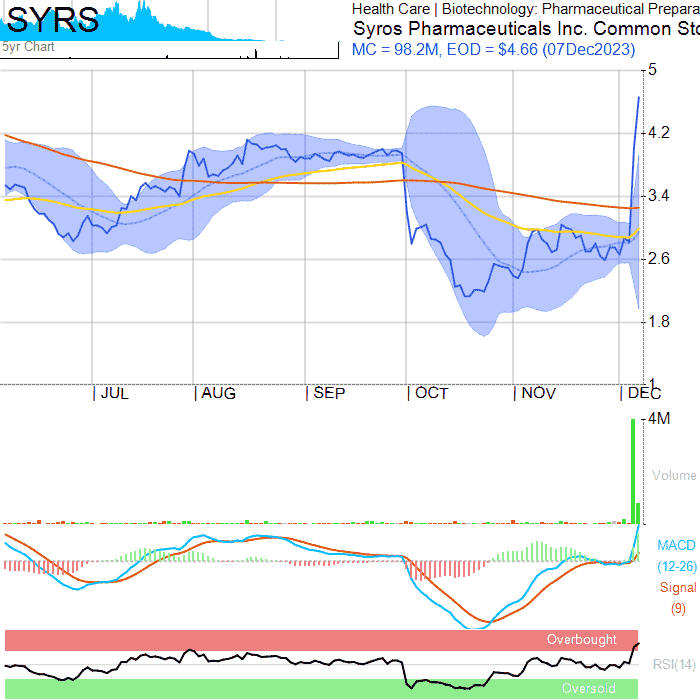 SYRS
5yr Chart
Health Care | Biotechnology: Pharmaceutical Prepara
Syros Pharmaceuticals Inc. Common Sto
MC = 98.2M, EOD = $4.66 (07Dec2023)
5
4.2
3.4
2.6
1.8
1
JUL AUG SEP OCT NOV DEC
4M
Volume
MACD
(12-26)
Signal
(9)
Overbought
RSI(14)
Oversold